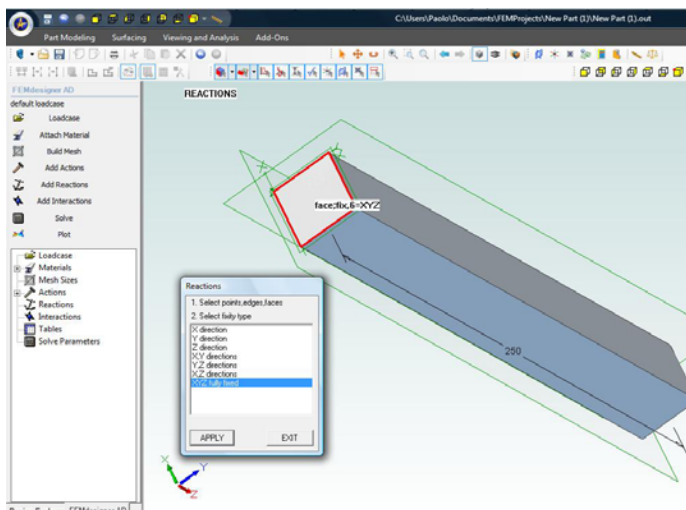 C:\Users\Paolo\Documents\FEMProjects\New Part (1)\New Part (1).out
Part Modeling Surfacing Viewing and Analysis Add-Ons
FEMdesigner AD
default loadcase
Loadcase
Attach Material
Build Mesh
Add Actions
Add Reactions
Add Interactions
Solve
Plot
Loadcase
Materials
Mesh Sizes
Actions
Reactions
Interactions
Tables
Solve Parameters
REACTIONS
face;fix,6=XYZ
250
Reactions
1. Select points,edges,faces
2. Select fixity type
X direction
Y direction
Z direction
X,Y directions
Y,Z directions
X,Z directions
XYZ fully fixed
APPLY EXIT
X
Y
Z
FEMdesigner AD